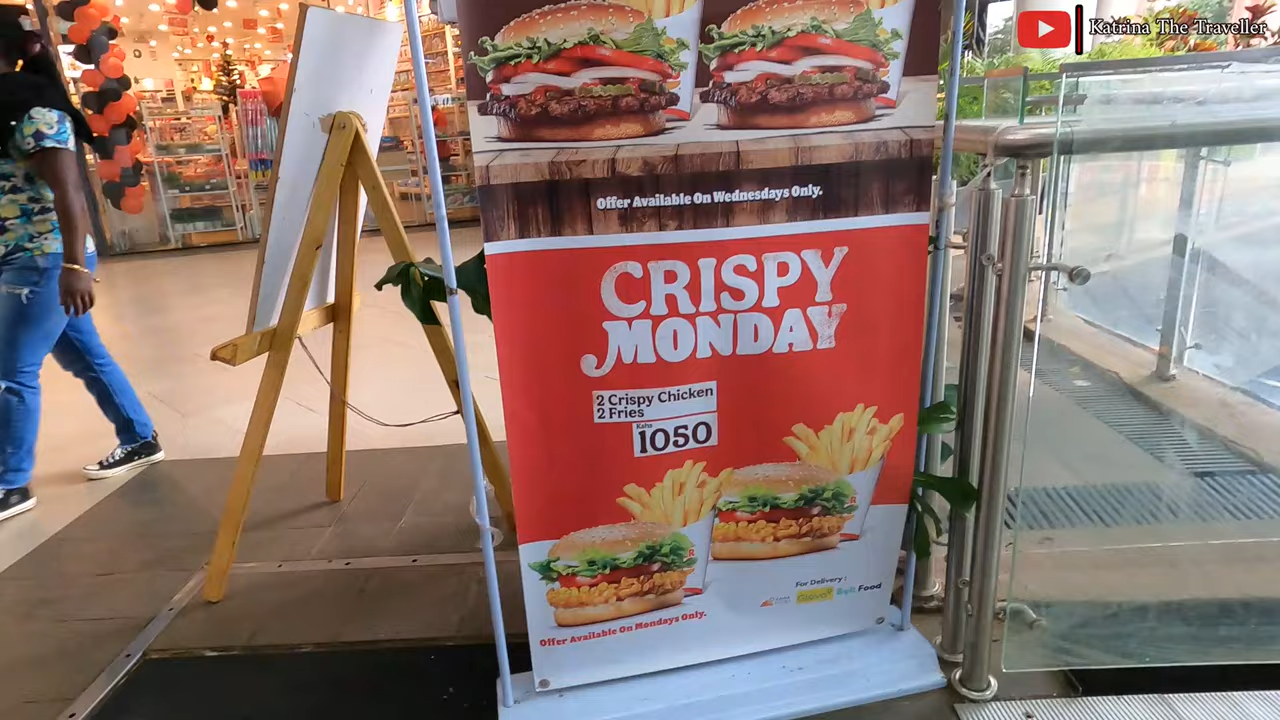 Katrina The Traveller
Offer Available On Wednesdays Only.
CRISPY
MONDAY
2 Crispy Chicken
2 Fries
Kshs
1050
For Delivery :
Glovo
Bolt Food
Offer Available On Mondays Only.